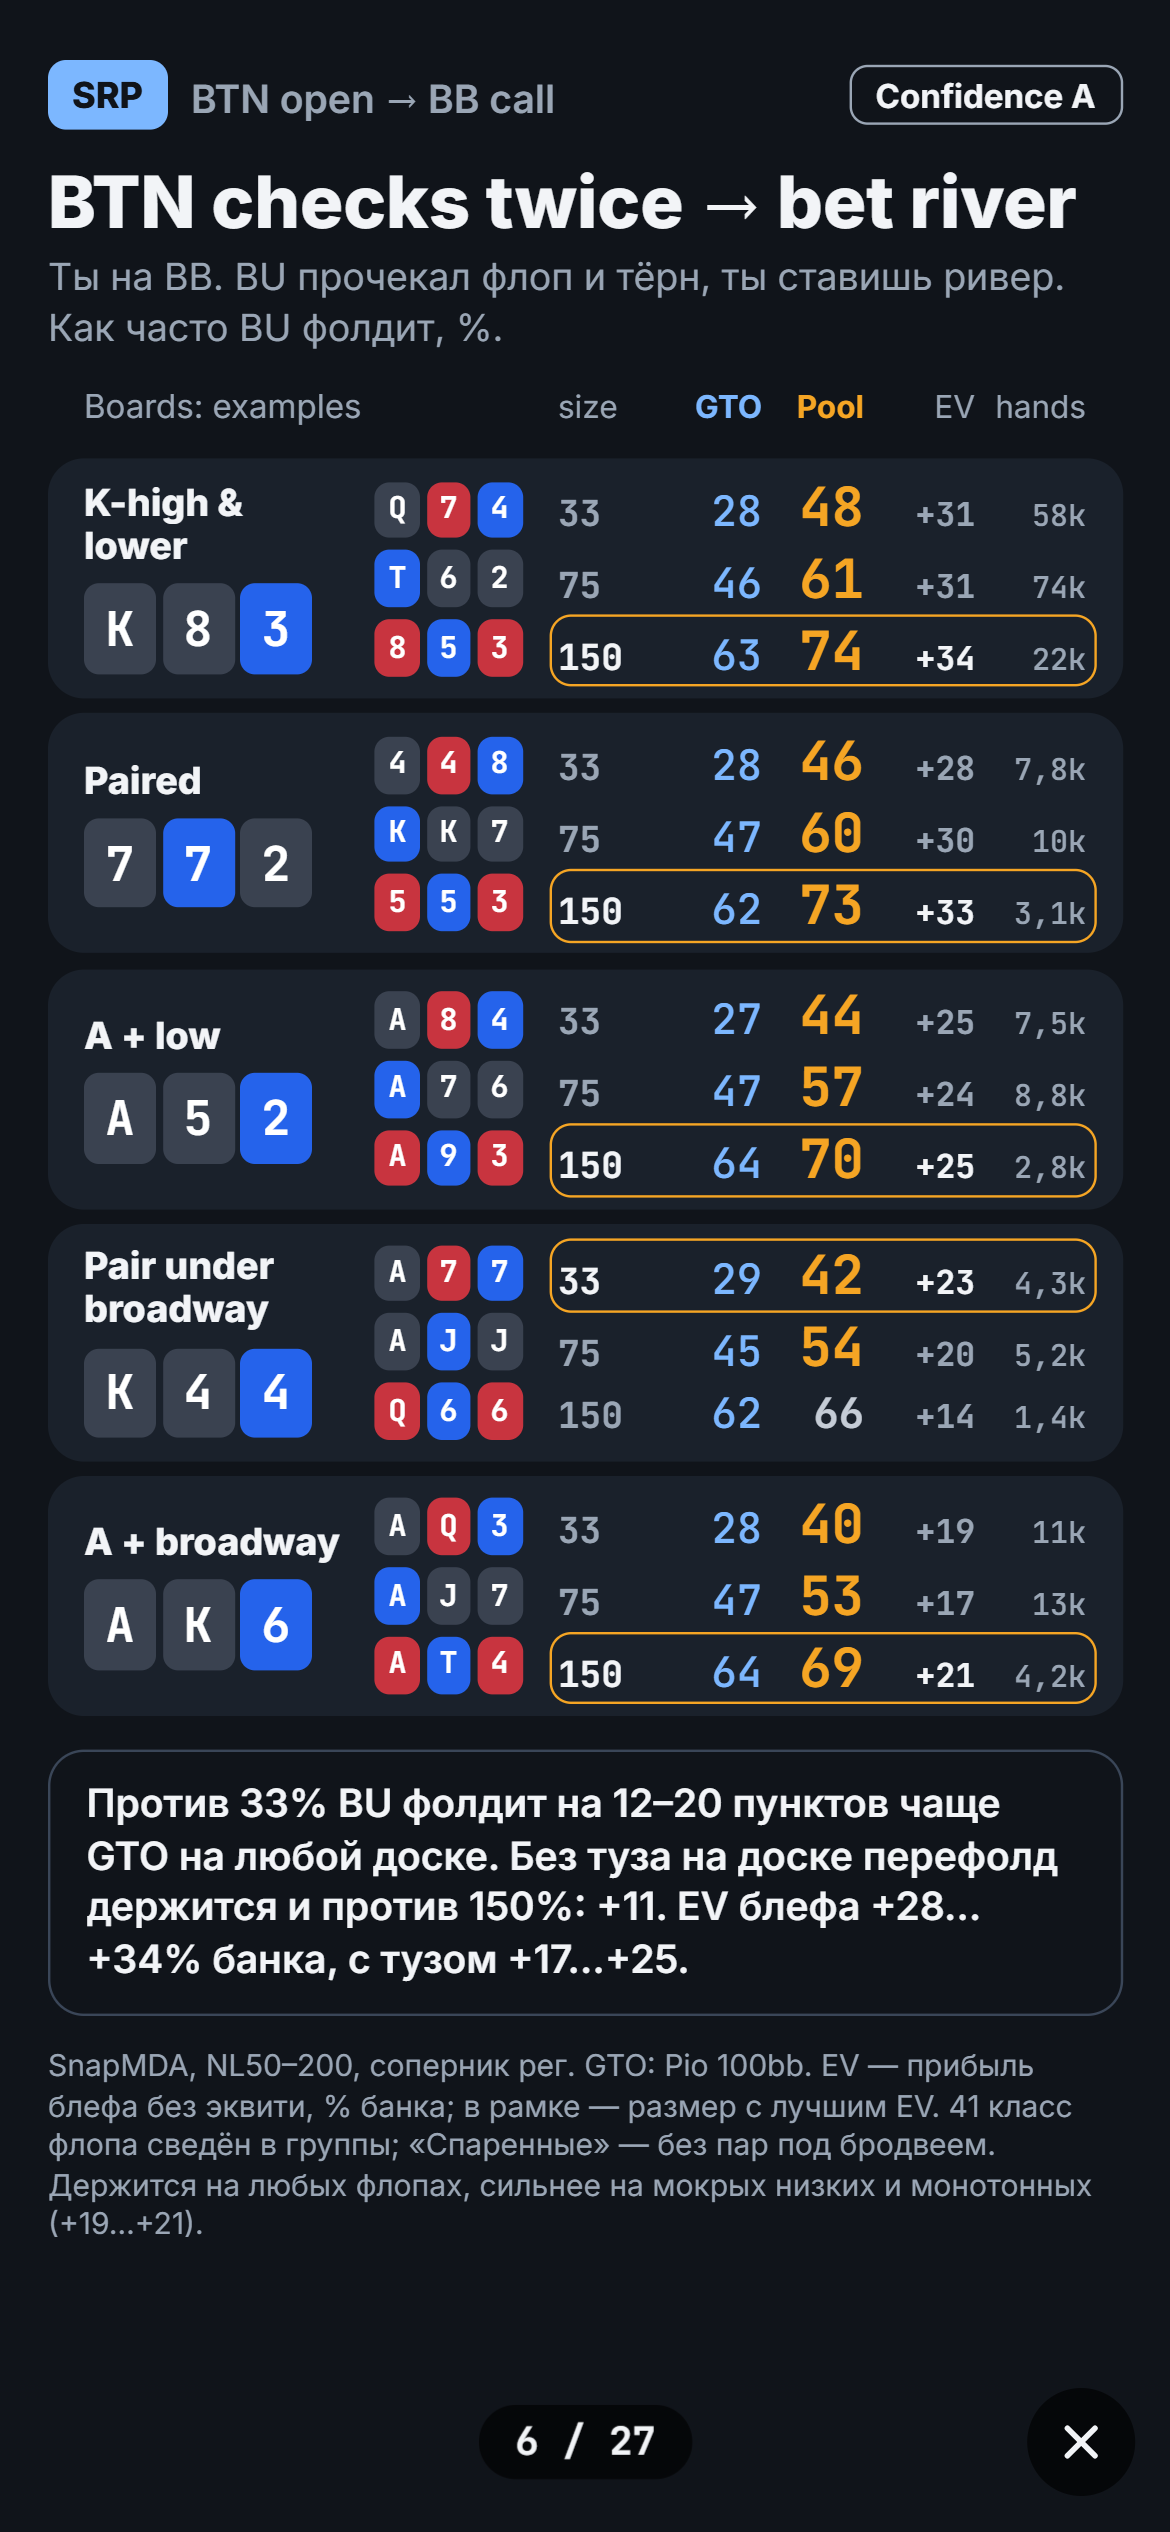 SRP BTN open → BB call Confidence A
BTN checks twice → bet river
Ты на BB. BU прочекал флоп и тёрн, ты ставишь ривер.
Как часто BU фолдит, %.
Boards: examples size GTO Pool EV hands
K-high &
lower
K 8 3
Q 7 4 33 28 48 +31 58k
T 6 2 75 46 61 +31 74k
8 5 3 150 63 74 +34 22k
Paired
7 7 2
4 4 8 33 28 46 +28 7,8k
K K 7 75 47 60 +30 10k
5 5 3 150 62 73 +33 3,1k
A + low
A 5 2
A 8 4 33 27 44 +25 7,5k
A 7 6 75 47 57 +24 8,8k
A 9 3 150 64 70 +25 2,8k
Pair under
broadway
K 4 4
A 7 7 33 29 42 +23 4,3k
A J J 75 45 54 +20 5,2k
Q 6 6 150 62 66 +14 1,4k
A + broadway
A K 6
A Q 3 33 28 40 +19 11k
A J 7 75 47 53 +17 13k
A T 4 150 64 69 +21 4,2k
Против 33% BU фолдит на 12–20 пунктов чаще
GTO на любой доске. Без туза на доске перефолд
держится и против 150%: +11. EV блефа +28…
+34% банка, с тузом +17…+25.
SnapMDA, NL50–200, соперник рег. GTO: Pio 100bb. EV — прибыль
блефа без эквити, % банка; в рамке — размер с лучшим EV. 41 класс
флопа сведён в группы; «Спаренные» — без пар под бродвеем.
Держится на любых флопах, сильнее на мокрых низких и монотонных
(+19…+21).
6 / 27